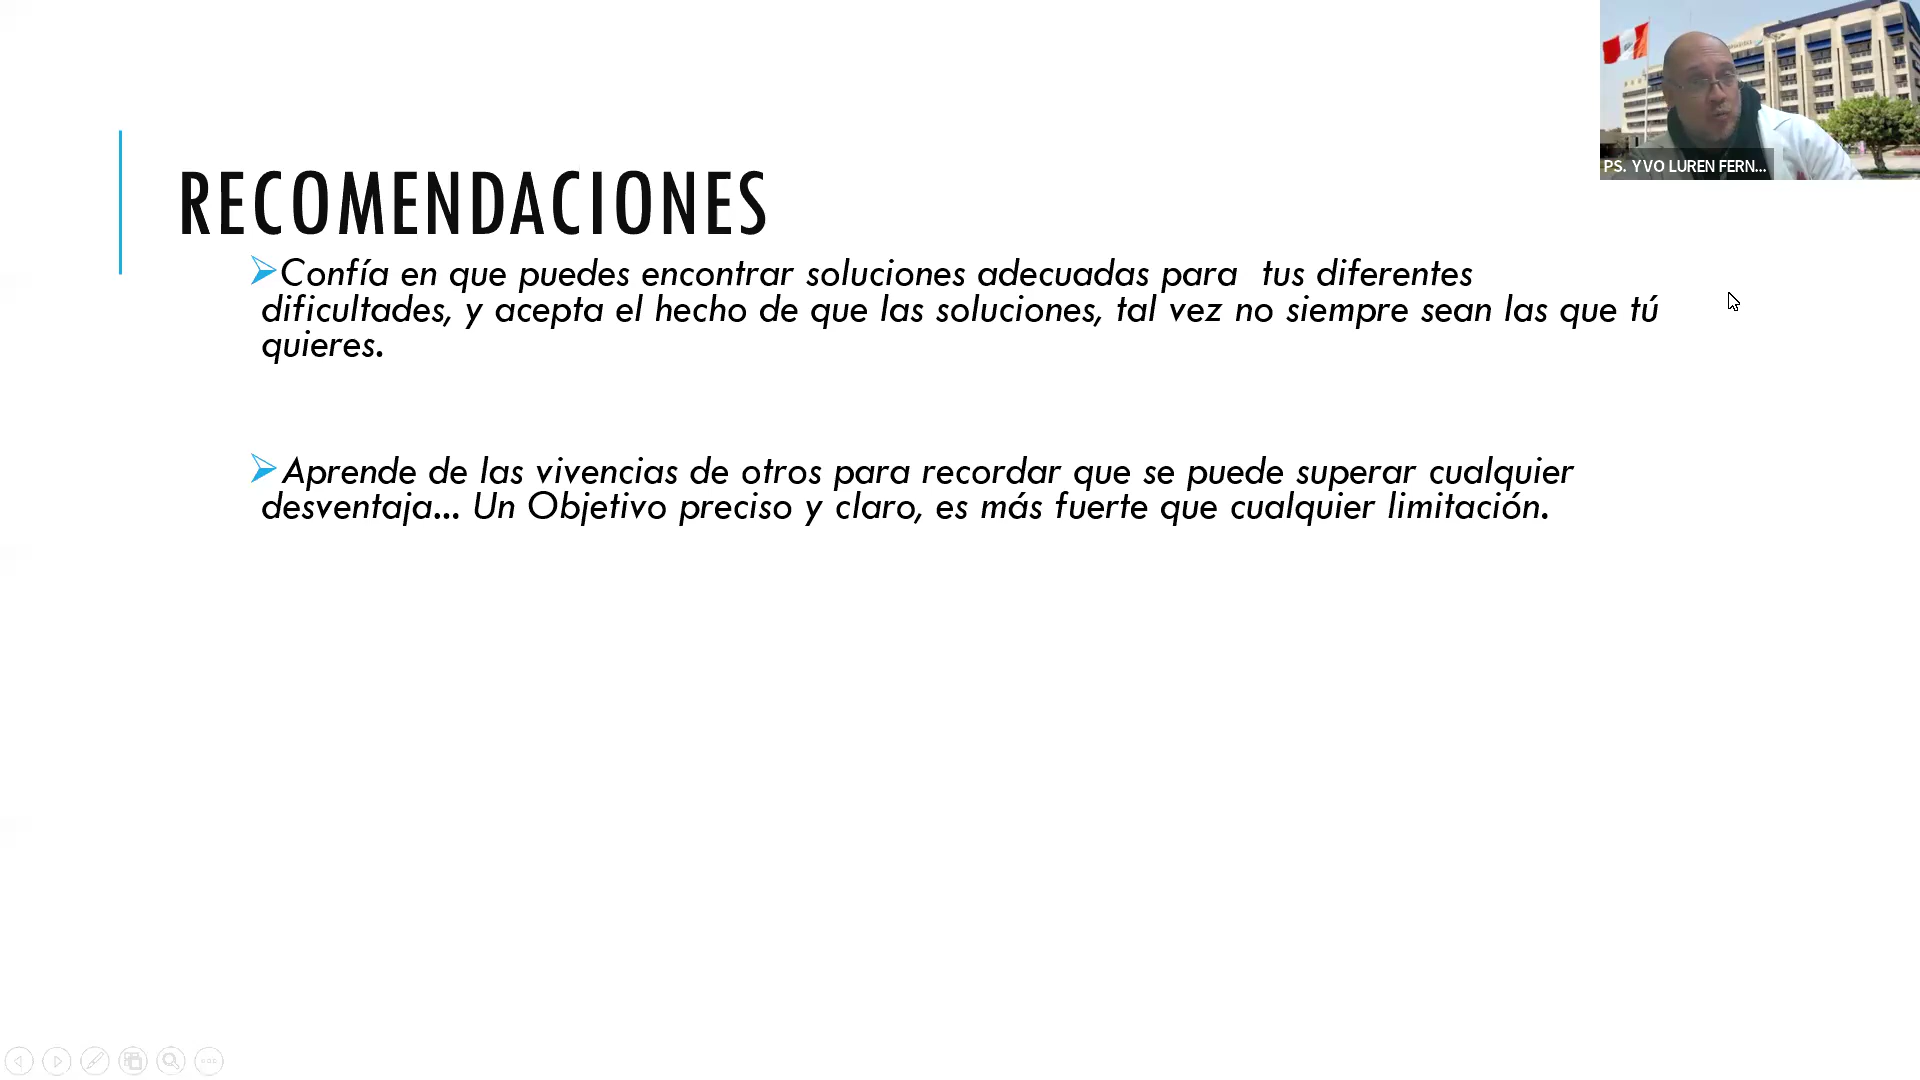 PS. YVO LUREN FERN...
RECOMENDACIONES
Confía en que puedes encontrar soluciones adecuadas para tus diferentes
dificultades, y acepta el hecho de que las soluciones, tal vez no siempre sean las que tú
quieres.
Aprende de las vivencias de otros para recordar que se puede superar cualquier
desventaja... Un Objetivo preciso y claro, es más fuerte que cualquier limitación.